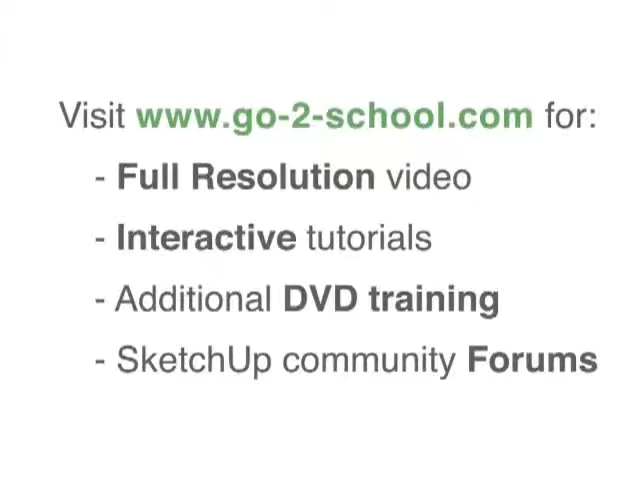 Visit www.go-2-school.com for:
- Full Resolution video
- Interactive tutorials
- Additional DVD training
- SketchUp community Forums